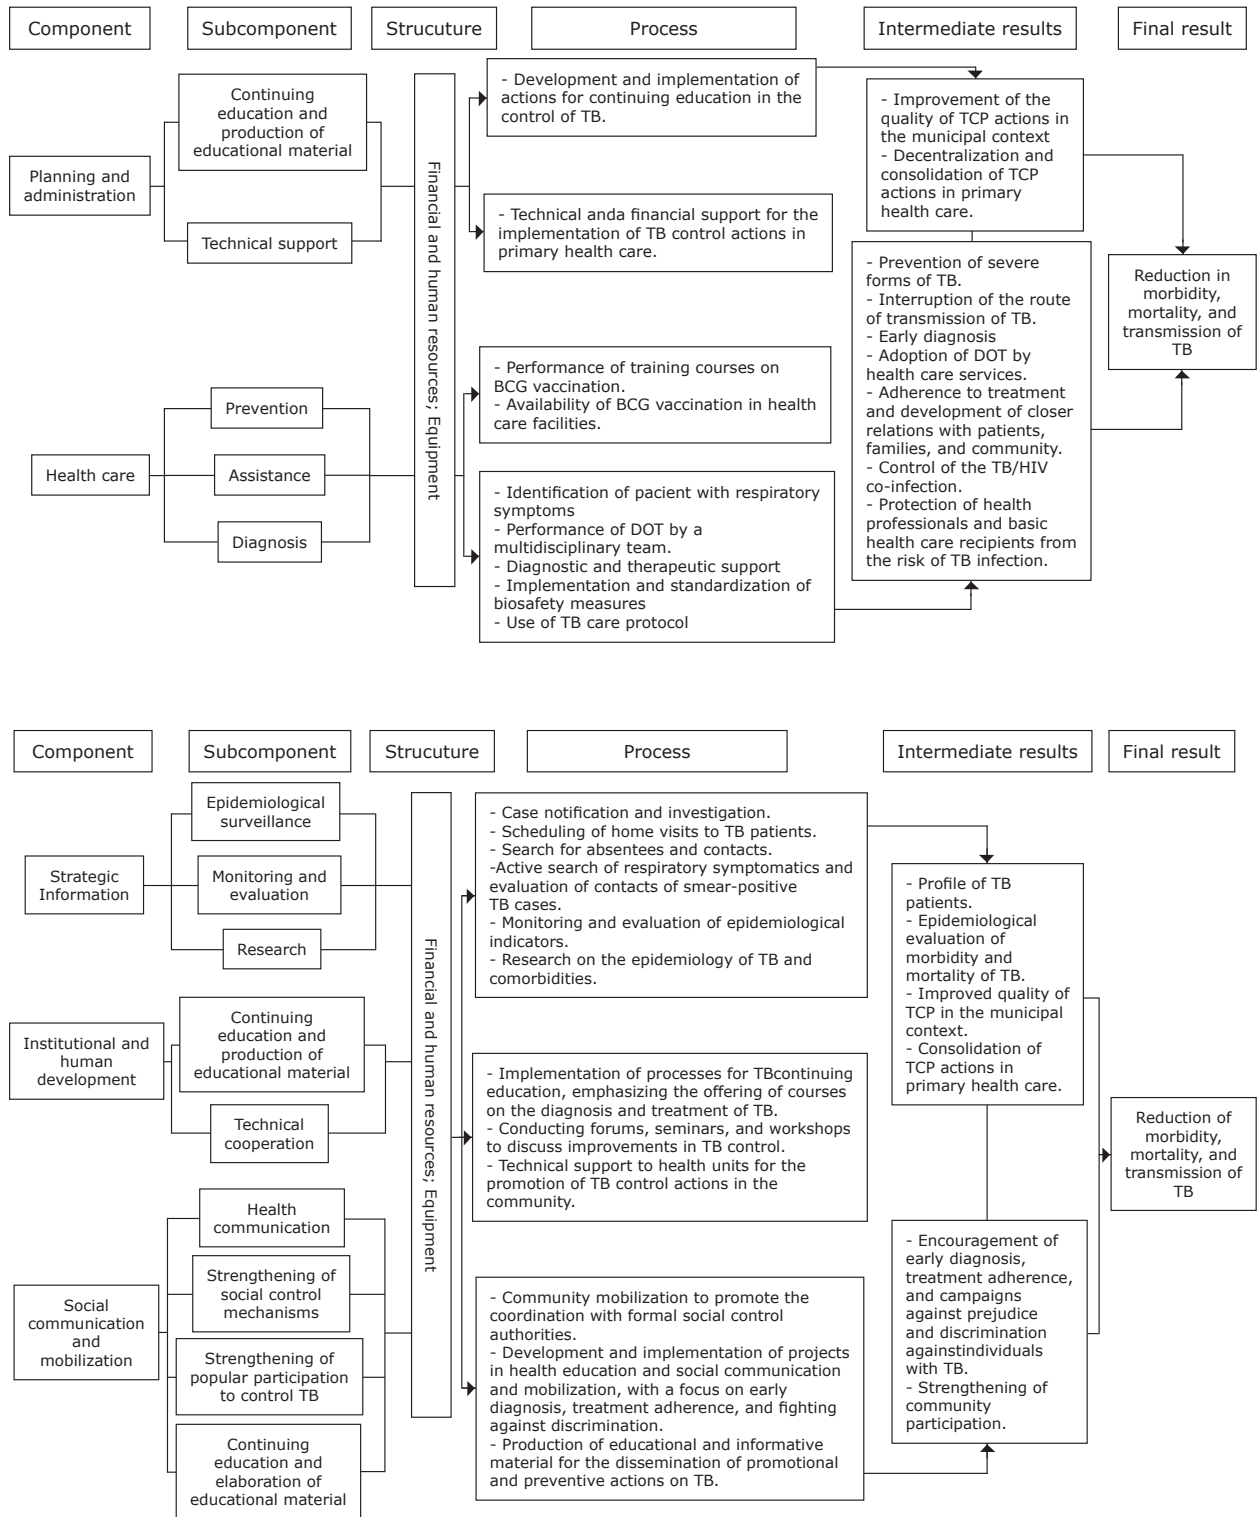 Component
Subcomponent
Strucuture
Process
Intermediate results
Final result
Planning and
administration
Continuing
education and
production of
educational material
Technical support
Health care
Prevention
Assistance
Diagnosis
Financial and human resources; Equipment
- Development and implementation of
actions for continuing education in the
control of TB.
- Technical anda financial support for the
implementation of TB control actions in
primary health care.
- Performance of training courses on
BCG vaccination.
- Availability of BCG vaccination in health
care facilities.
- Identification of pacient with respiratory
symptoms
- Performance of DOT by a
multidisciplinary team.
- Diagnostic and therapeutic support
- Implementation and standardization of
biosafety measures
- Use of TB care protocol
- Improvement of the
quality of TCP actions in
the municipal context
- Decentralization and
consolidation of TCP
actions in primary
health care.
- Prevention of severe
forms of TB.
- Interruption of the route
of transmission of TB.
- Early diagnosis
- Adoption of DOT by
health care services.
- Adherence to treatment
and development of closer
relations with patients,
families, and community.
- Control of the TB/HIV
co-infection.
- Protection of health
professionals and basic
health care recipients from
the risk of TB infection.
Reduction in
morbidity,
mortality, and
transmission of
TB
Component
Subcomponent
Strucuture
Process
Intermediate results
Final result
Strategic
Information
Epidemiological
surveillance
Monitoring and
evaluation
Research
Institutional and
human
development
Continuing
education and
production of
educational material
Technical
cooperation
Social
communication
and
mobilization
Health
communication
Strengthening of
social control
mechanisms
Strengthening of
popular participation
to control TB
Continuing
education and
elaboration of
educational material
Financial and human resources; Equipment
- Case notification and investigation.
- Scheduling of home visits to TB patients.
- Search for absentees and contacts.
-Active search of respiratory symptomatics and
evaluation of contacts of smear-positive
TB cases.
- Monitoring and evaluation of epidemiological
indicators.
- Research on the epidemiology of TB and
comorbidities.
- Implementation of processes for TBcontinuing
education, emphasizing the offering of courses
on the diagnosis and treatment of TB.
- Conducting forums, seminars, and workshops
to discuss improvements in TB control.
- Technical support to health units for the
promotion of TB control actions in the
community.
- Community mobilization to promote the
coordination with formal social control
authorities.
- Development and implementation of projects
in health education and social communication
and mobilization, with a focus on early
diagnosis, treatment adherence, and fighting
against discrimination.
- Production of educational and informative
material for the dissemination of promotional
and preventive actions on TB.
- Profile of TB
patients.
- Epidemiological
evaluation of
morbidity and
mortality of TB.
- Improved quality of
TCP in the municipal
context.
- Consolidation of
TCP actions in
primary health care.
- Encouragement of
early diagnosis,
treatment adherence,
and campaigns
against prejudice
and discrimination
againstindividuals
with TB.
- Strengthening of
community
participation.
Reduction of
morbidity,
mortality, and
transmission of
TB